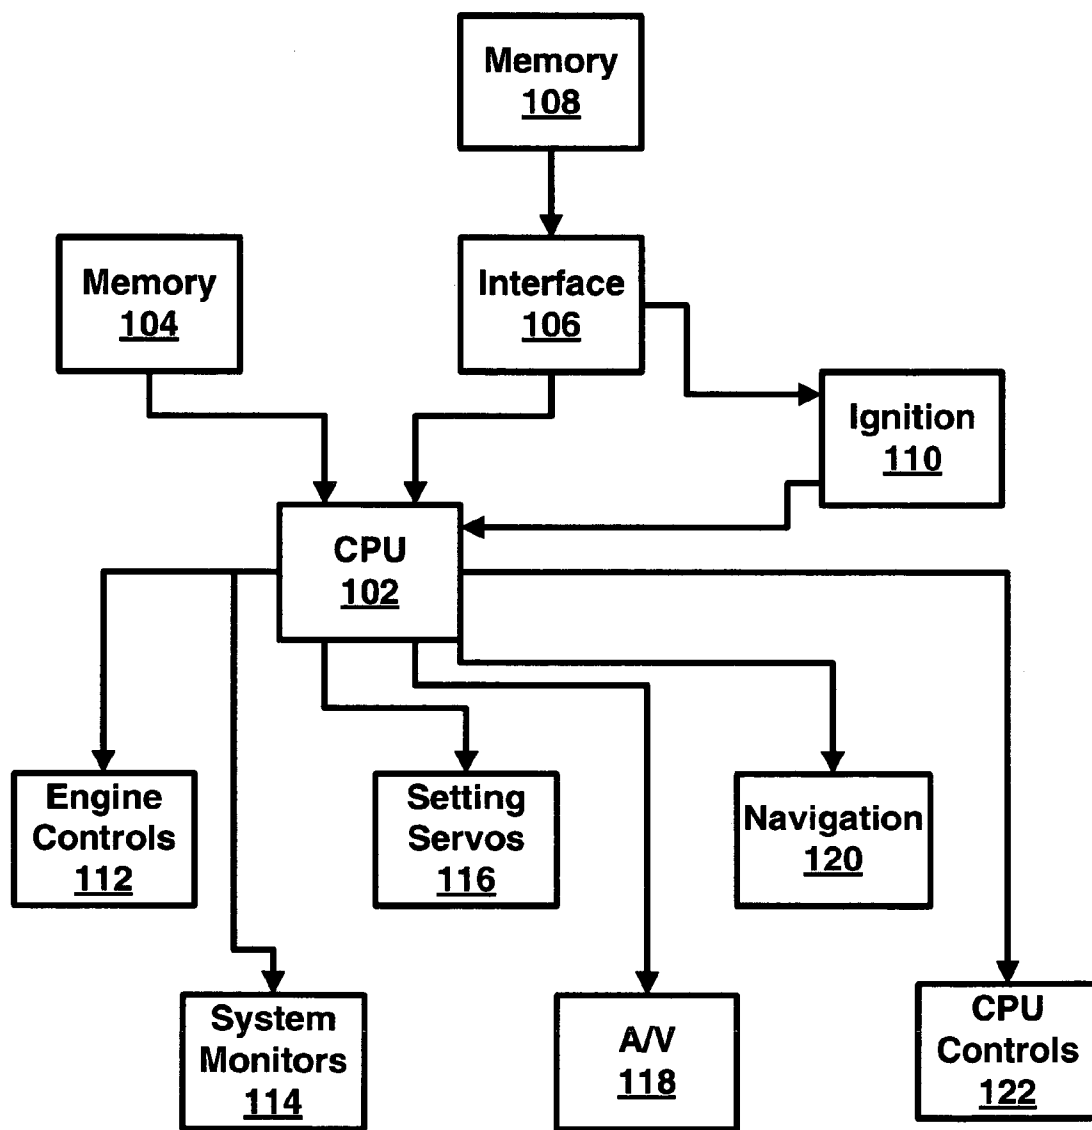 Memory
108
Memory
104
Interface
106
Ignition
110
CPU
102
Engine
Controls
112
Setting
Servos
116
Navigation
120
System
Monitors
114
A/V
118
CPU
Controls
122